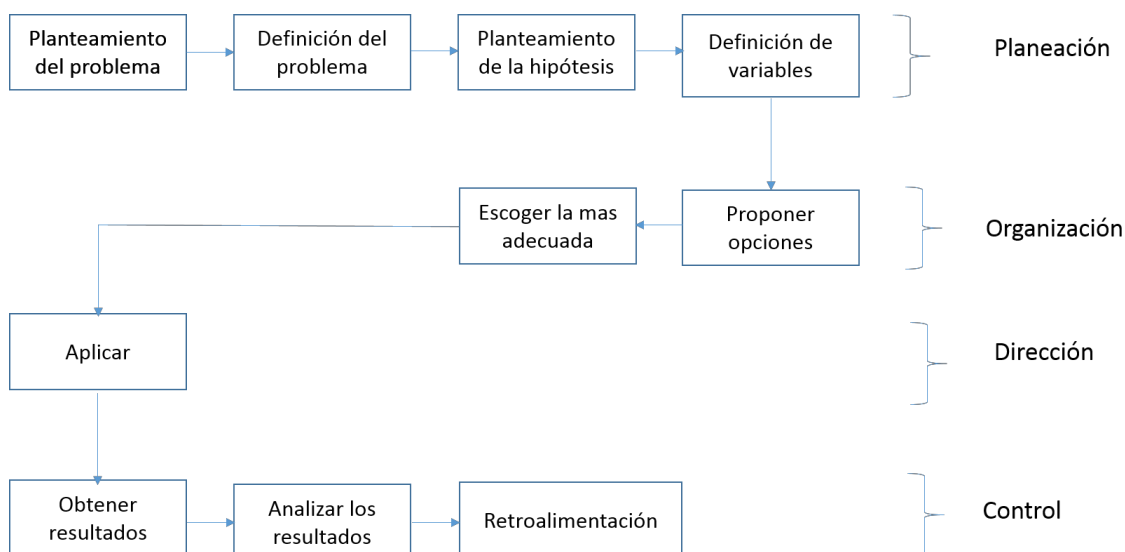 Planteamiento
del problema
Definición del
problema
Planteamiento
de la hipótesis
Definición de
variables
Planeación
Escoger la mas
adecuada
Proponer
opciones
Organización
Aplicar
Dirección
Obtener
resultados
Analizar los
resultados
Retroalimentación
Control